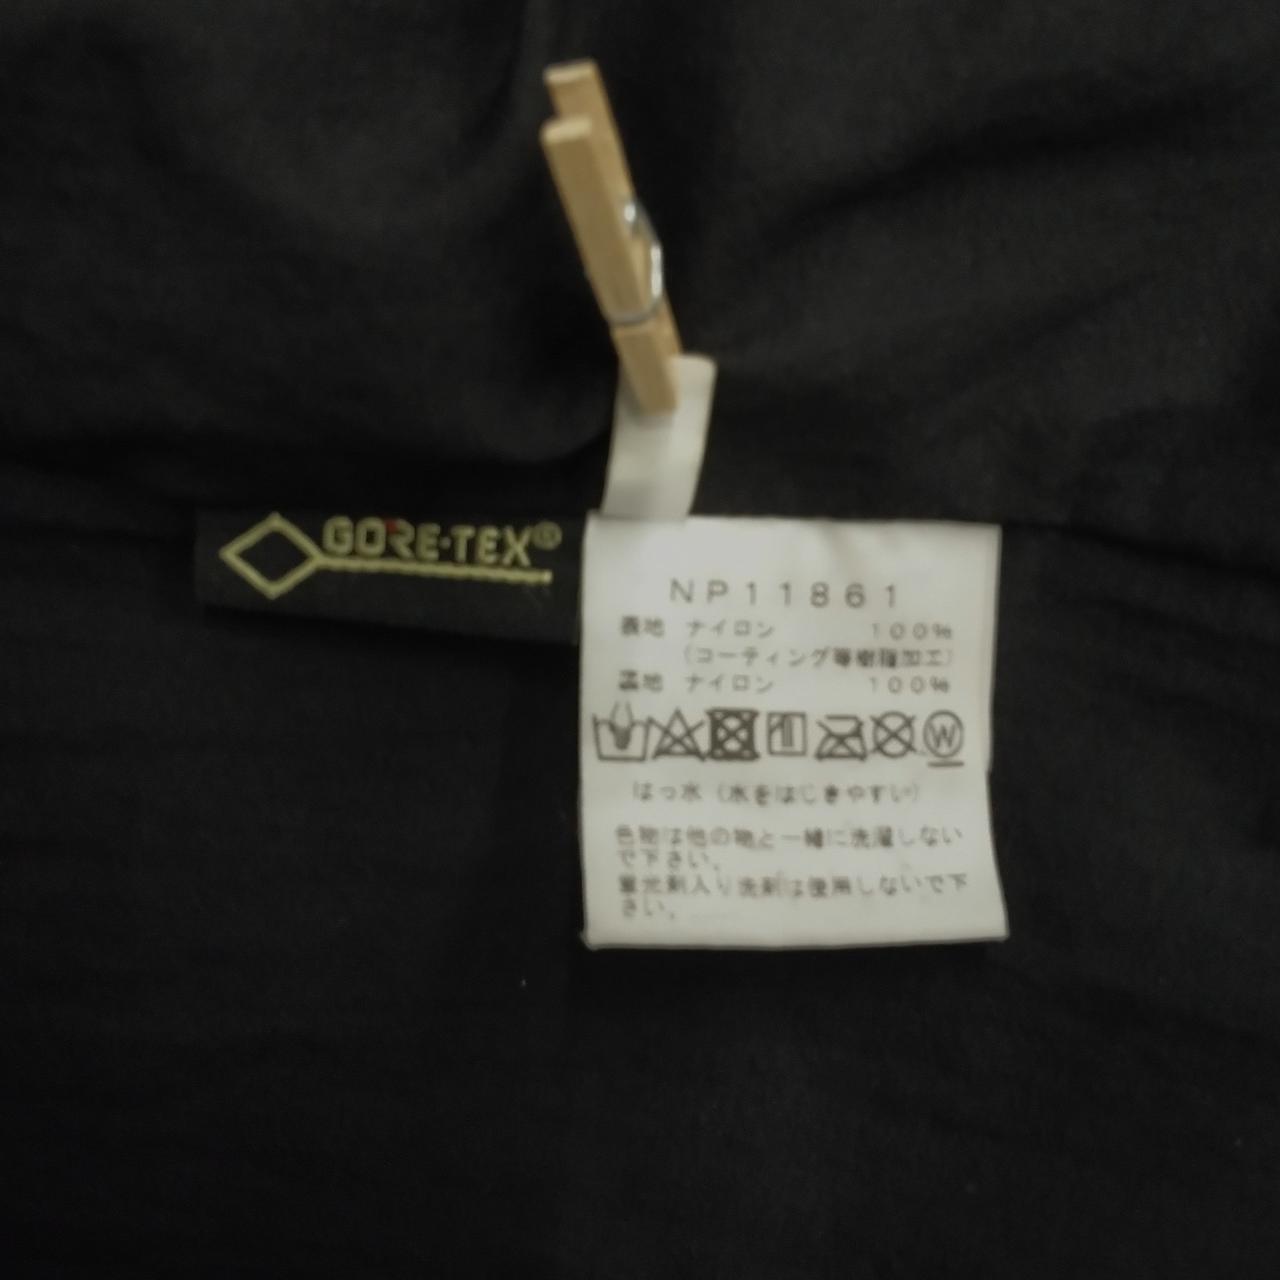 GORE-TEX®
NP11861
表地 ナイロン 100%
(コーティング等樹脂加工)
裏地 ナイロン 100%
W
はっ水 (水をはじきやすい)
色物は他の物と一緒に洗濯しない
で下さい。
蛍光剤入り洗剤は使用しないで下
さい。